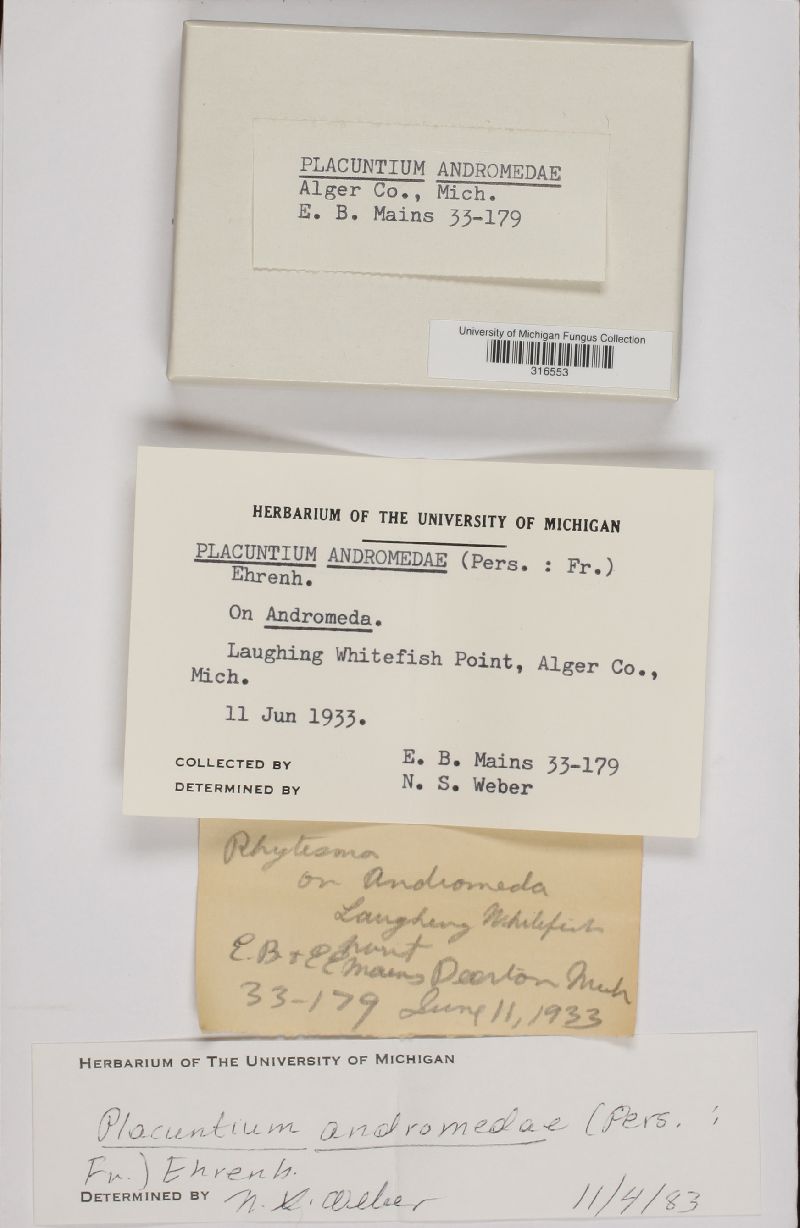 PLACUNTIUM ANDROMEDAE
Alger Co., Mich.
E. B. Mains 33-179
University of Michigan Fungus Collection
316553
HERBARIUM OF THE UNIVERSITY OF MICHIGAN
PLACUNTIUM ANDROMEDAE (Pers. : Fr.)
Ehrenh.
On Andromeda.
Laughing Whitefish Point, Alger Co.,
Mich.
11 Jun 1933.
COLLECTED BY E. B. Mains 33-179
DETERMINED BY N. S. Weber
Rhytisma
on Andromeda
Laughing Whitefish
Point
E.B + E E Mains Deerton Mich
33-179 June 11, 1933
HERBARIUM OF THE UNIVERSITY OF MICHIGAN
Placuntium andromedae (Pers. :
Fr.) Ehrenh.
DETERMINED BY N. S. Weber 11/4/83